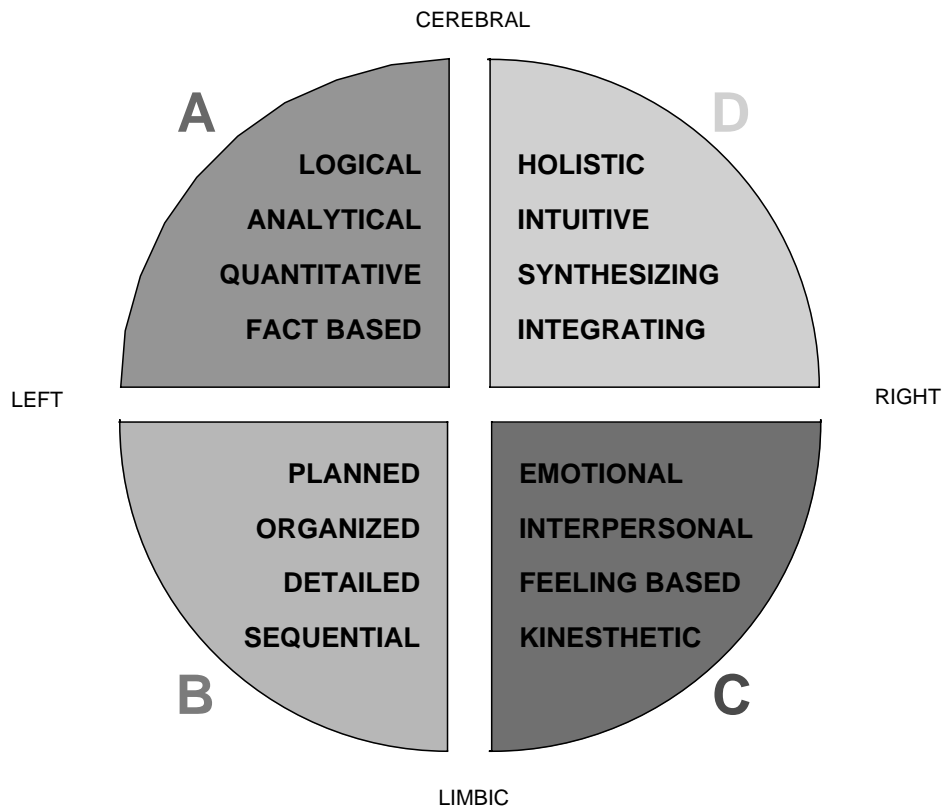 CEREBRAL
A
D
LOGICAL
ANALYTICAL
QUANTITATIVE
FACT BASED
HOLISTIC
INTUITIVE
SYNTHESIZING
INTEGRATING
LEFT
RIGHT
PLANNED
ORGANIZED
DETAILED
SEQUENTIAL
EMOTIONAL
INTERPERSONAL
FEELING BASED
KINESTHETIC
B
C
LIMBIC